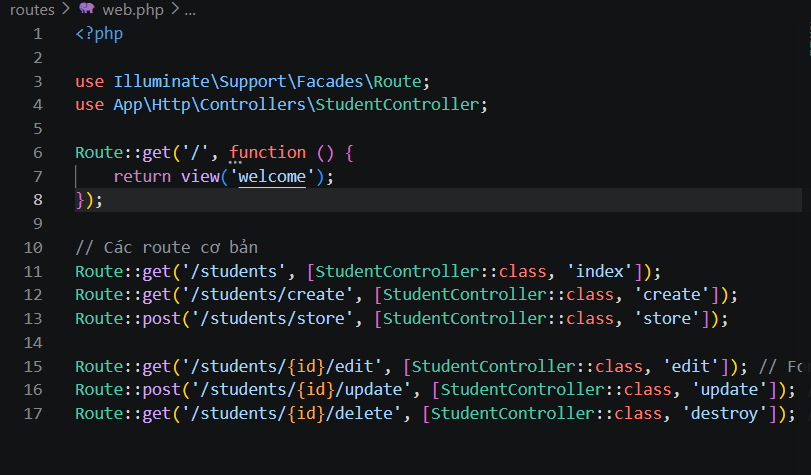 routes > web.php > ...
1 <?php
2
3 use Illuminate\Support\Facades\Route;
4 use App\Http\Controllers\StudentController;
5
6 Route::get('/', function () {
7     return view('welcome');
8 });
9
10 // Các route cơ bản
11 Route::get('/students', [StudentController::class, 'index']);
12 Route::get('/students/create', [StudentController::class, 'create']);
13 Route::post('/students/store', [StudentController::class, 'store']);
14
15 Route::get('/students/{id}/edit', [StudentController::class, 'edit']); // Fo
16 Route::post('/students/{id}/update', [StudentController::class, 'update']);
17 Route::get('/students/{id}/delete', [StudentController::class, 'destroy']);